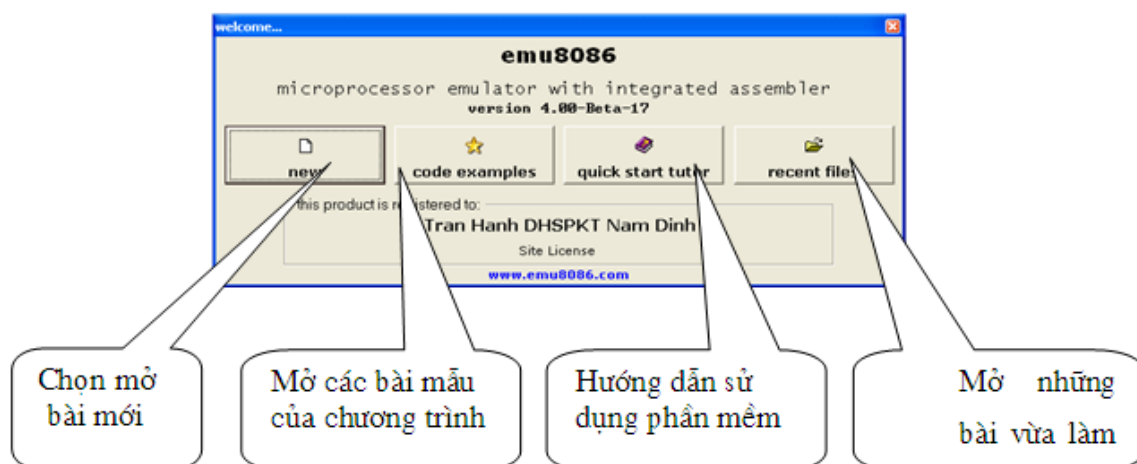 welcome...
emu8086
microprocessor emulator with integrated assembler
version 4.00-Beta-17
new code examples quick start tutor recent files
this product is registered to:
Tran Hanh DHSPKT Nam Dinh
Site License
www.emu8086.com
Chọn mở
bài mới
Mở các bài mẫu
của chương trình
Hướng dẫn sử
dụng phần mềm
Mở những
bài vừa làm